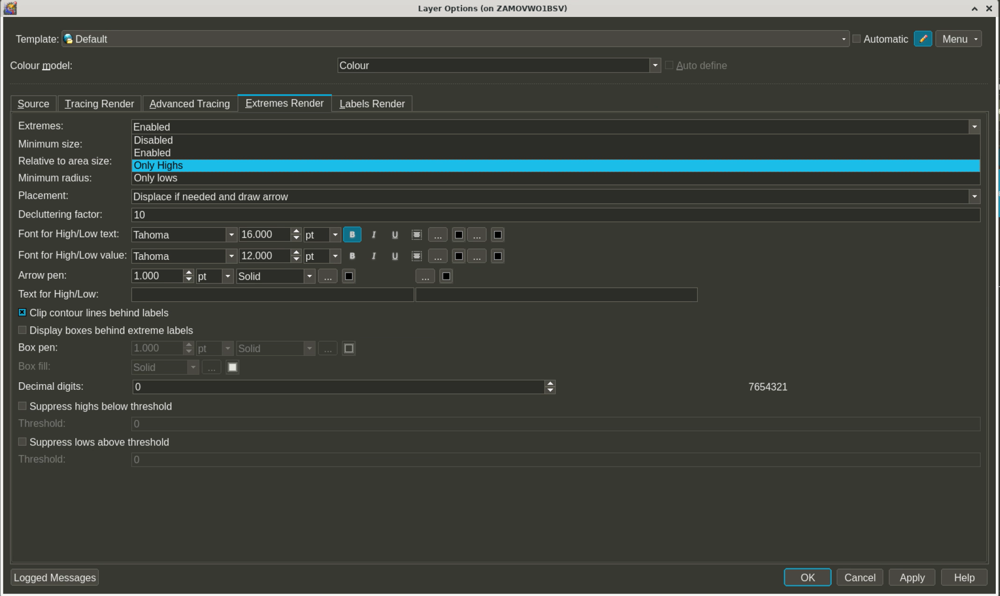 Layer Options (on ZAMOVWO1BSV)
Template: Default Automatic Menu
Colour model: Colour Auto define
Source Tracing Render Advanced Tracing Extremes Render Labels Render
Extremes: Enabled
Disabled
Minimum size:
Enabled
Relative to area size:
Only Highs
Minimum radius: Only lows
Placement: Displace if needed and draw arrow
Decluttering factor: 10
Font for High/Low text: Tahoma 16.000 pt B I U ... ...
Font for High/Low value: Tahoma 12.000 pt B I U ... ...
Arrow pen: 1.000 pt Solid ... ...
Text for High/Low:
Clip contour lines behind labels
Display boxes behind extreme labels
Box pen: 1.000 pt Solid ...
Box fill: Solid ...
Decimal digits: 0 7654321
Suppress highs below threshold
Threshold: 0
Suppress lows above threshold
Threshold: 0
Logged Messages OK Cancel Apply Help